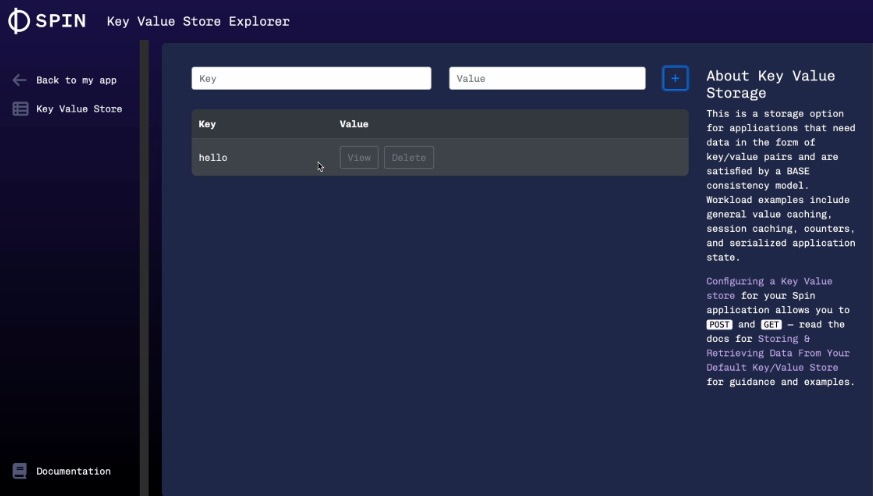 SPIN Key Value Store Explorer
Back to my app
Key Value Store
Documentation
Key Value +
Key Value
hello View Delete
About Key Value
Storage
This is a storage option
for applications that need
data in the form of
key/value pairs and are
satisfied by a BASE
consistency model.
Workload examples include
general value caching,
session caching, counters,
and serialized application
state.
Configuring a Key Value
store for your Spin
application allows you to
POST and GET — read the
docs for Storing &
Retrieving Data From Your
Default Key/Value Store
for guidance and examples.